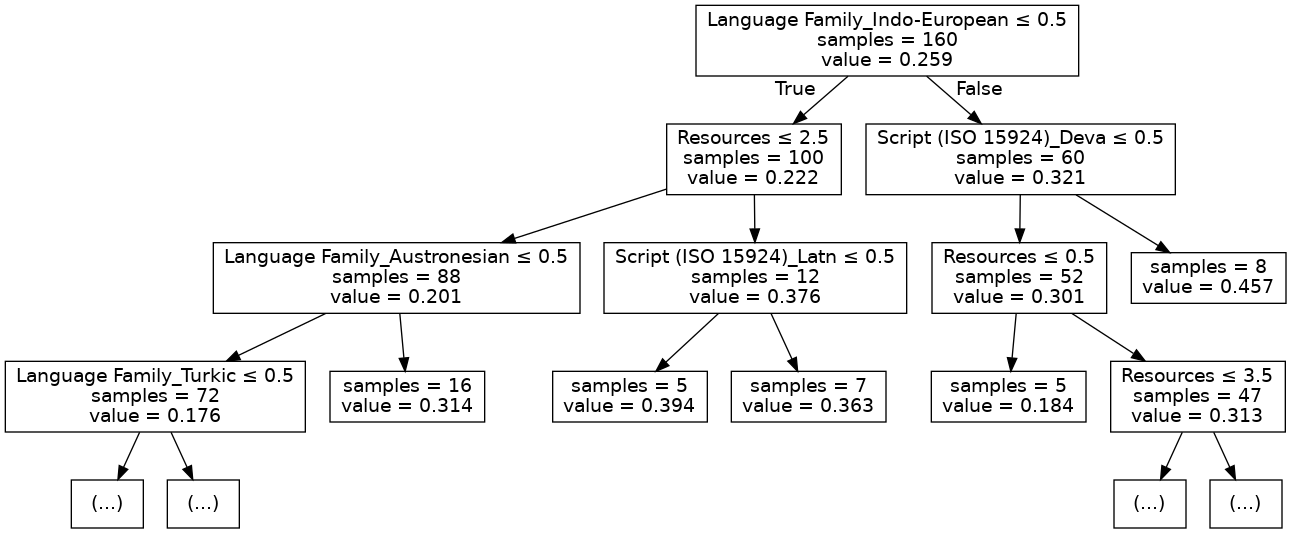 Language Family_Indo-European ≤ 0.5
samples = 160
value = 0.259
True
False
Resources ≤ 2.5
samples = 100
value = 0.222
Script (ISO 15924)_Deva ≤ 0.5
samples = 60
value = 0.321
Language Family_Austronesian ≤ 0.5
samples = 88
value = 0.201
Script (ISO 15924)_Latn ≤ 0.5
samples = 12
value = 0.376
Resources ≤ 0.5
samples = 52
value = 0.301
samples = 8
value = 0.457
Language Family_Turkic ≤ 0.5
samples = 72
value = 0.176
samples = 16
value = 0.314
samples = 5
value = 0.394
samples = 7
value = 0.363
samples = 5
value = 0.184
Resources ≤ 3.5
samples = 47
value = 0.313
(...)
(...)
(...)
(...)